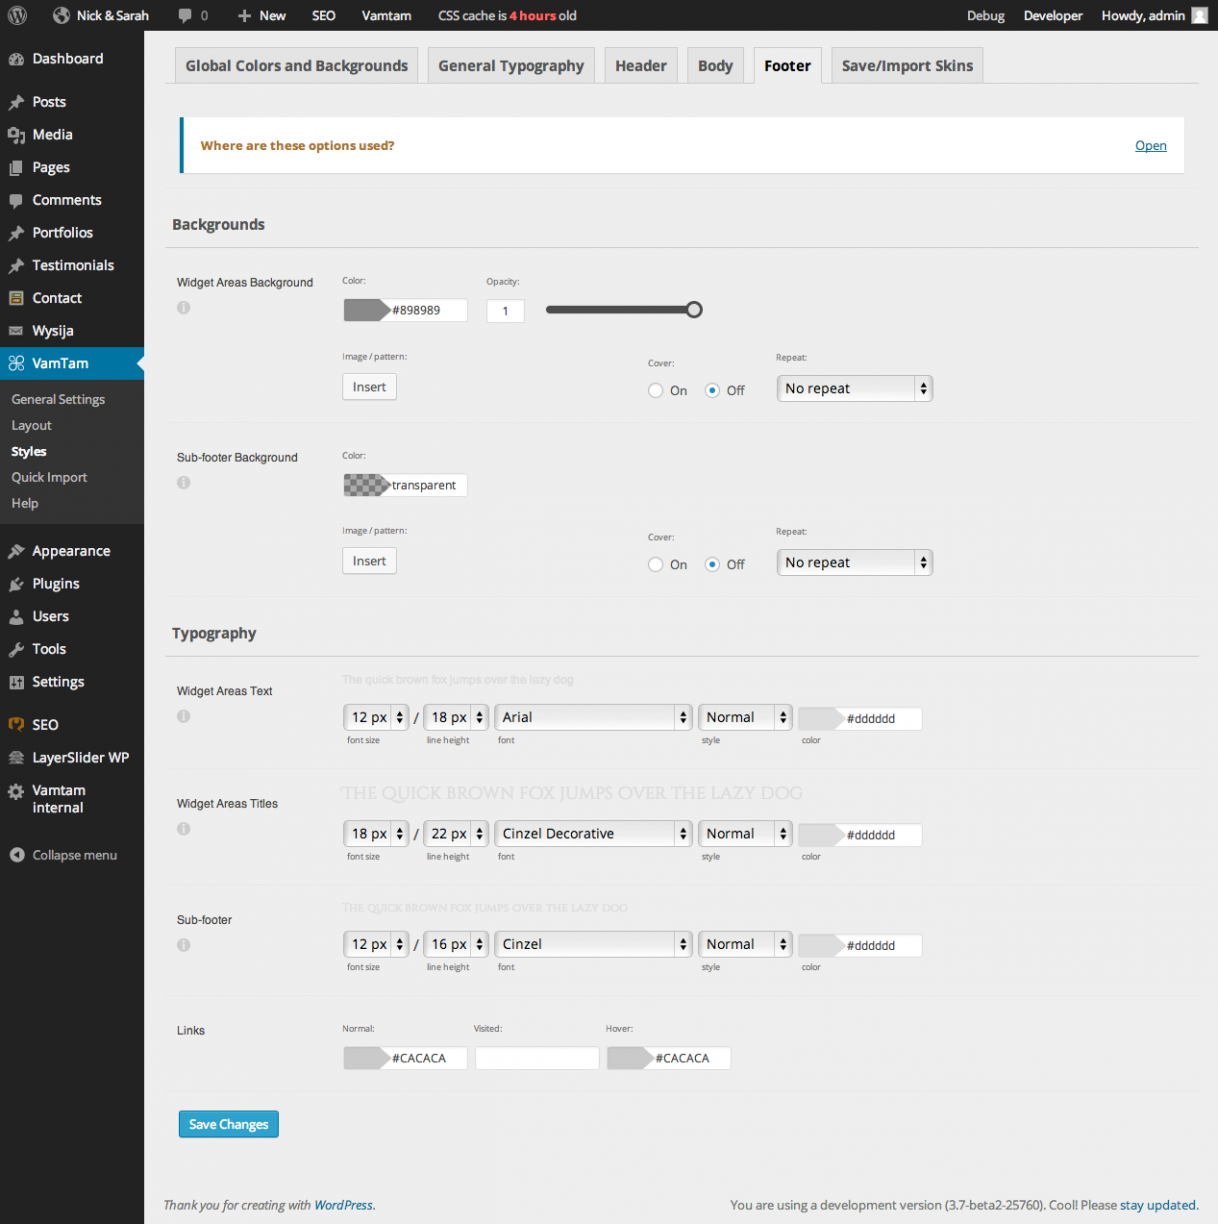 Nick & Sarah 0 New SEO Vamtam CSS cache is 4 hours old Debug Developer Howdy, admin
Dashboard
Posts
Media
Pages
Comments
Portfolios
Testimonials
Contact
Wysija
VamTam
General Settings
Layout
Styles
Quick Import
Help
Appearance
Plugins
Users
Tools
Settings
SEO
LayerSlider WP
Vamtam
internal
Collapse menu
Global Colors and Backgrounds General Typography Header Body Footer Save/Import Skins
Where are these options used? Open
Backgrounds
Widget Areas Background Color: Opacity:
#898989 1
Image / pattern: Cover: Repeat:
Insert On Off No repeat
Sub-footer Background Color:
transparent
Image / pattern: Cover: Repeat:
Insert On Off No repeat
Typography
The quick brown fox jumps over the lazy dog
Widget Areas Text
12 px / 18 px Arial Normal #dddddd
font size line height font style color
The quick brown fox jumps over the lazy dog
Widget Areas Titles
18 px / 22 px Cinzel Decorative Normal #dddddd
font size line height font style color
The quick brown fox jumps over the lazy dog
Sub-footer
12 px / 16 px Cinzel Normal #dddddd
font size line height font style color
Links Normal: Visited: Hover:
#CACACA #CACACA
Save Changes
Thank you for creating with WordPress. You are using a development version (3.7-beta2-25760). Cool! Please stay updated.